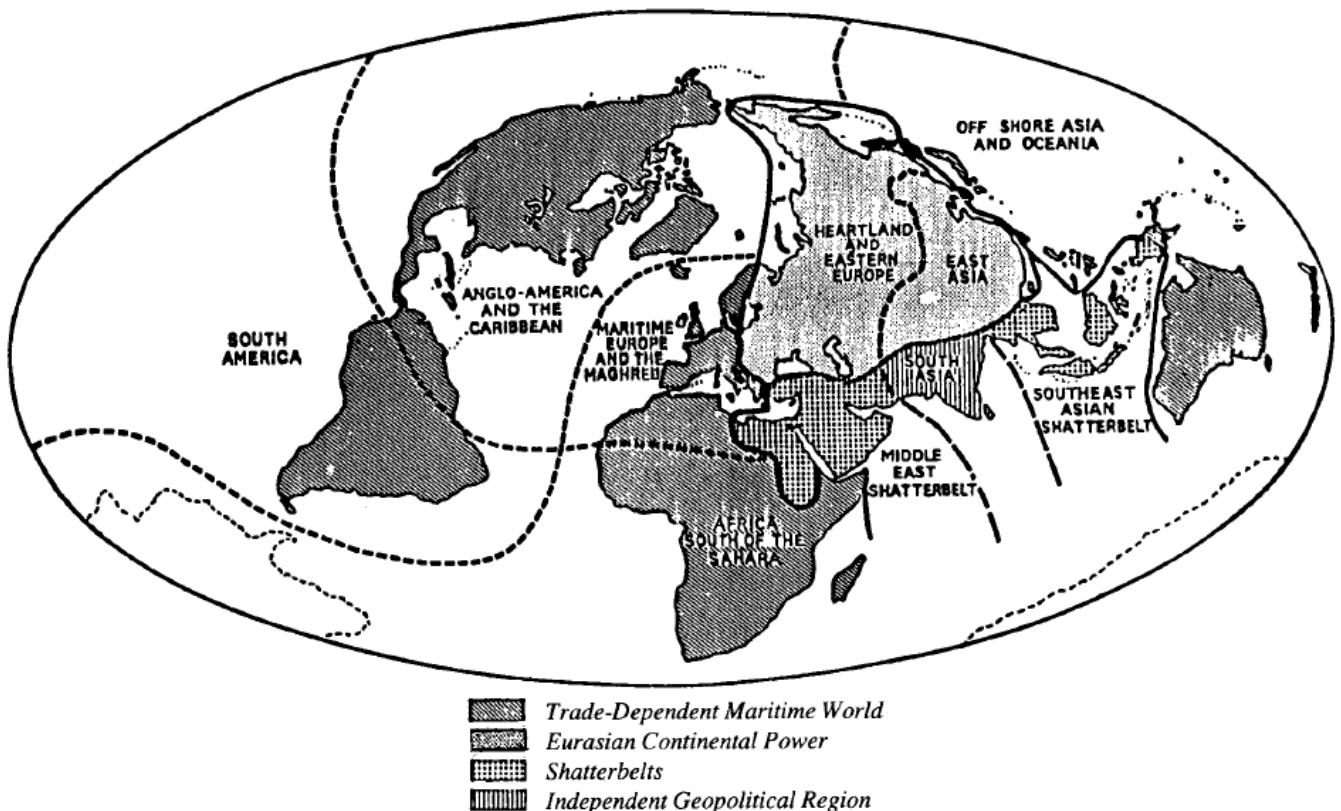 OFF SHORE ASIA
AND OCEANIA
HEARTLAND
AND
EASTERN
EUROPE
EAST
ASIA
ANGLO-AMERICA
AND THE
CARIBBEAN
SOUTH
AMERICA
MARITIME
EUROPE
AND THE
MAGHREB
SOUTH
ASIA
SOUTHEAST
ASIAN
SHATTERBELT
MIDDLE
EAST
SHATTERBELT
AFRICA
SOUTH OF THE
SAHARA
Trade-Dependent Maritime World
Eurasian Continental Power
Shatterbelts
Independent Geopolitical Region